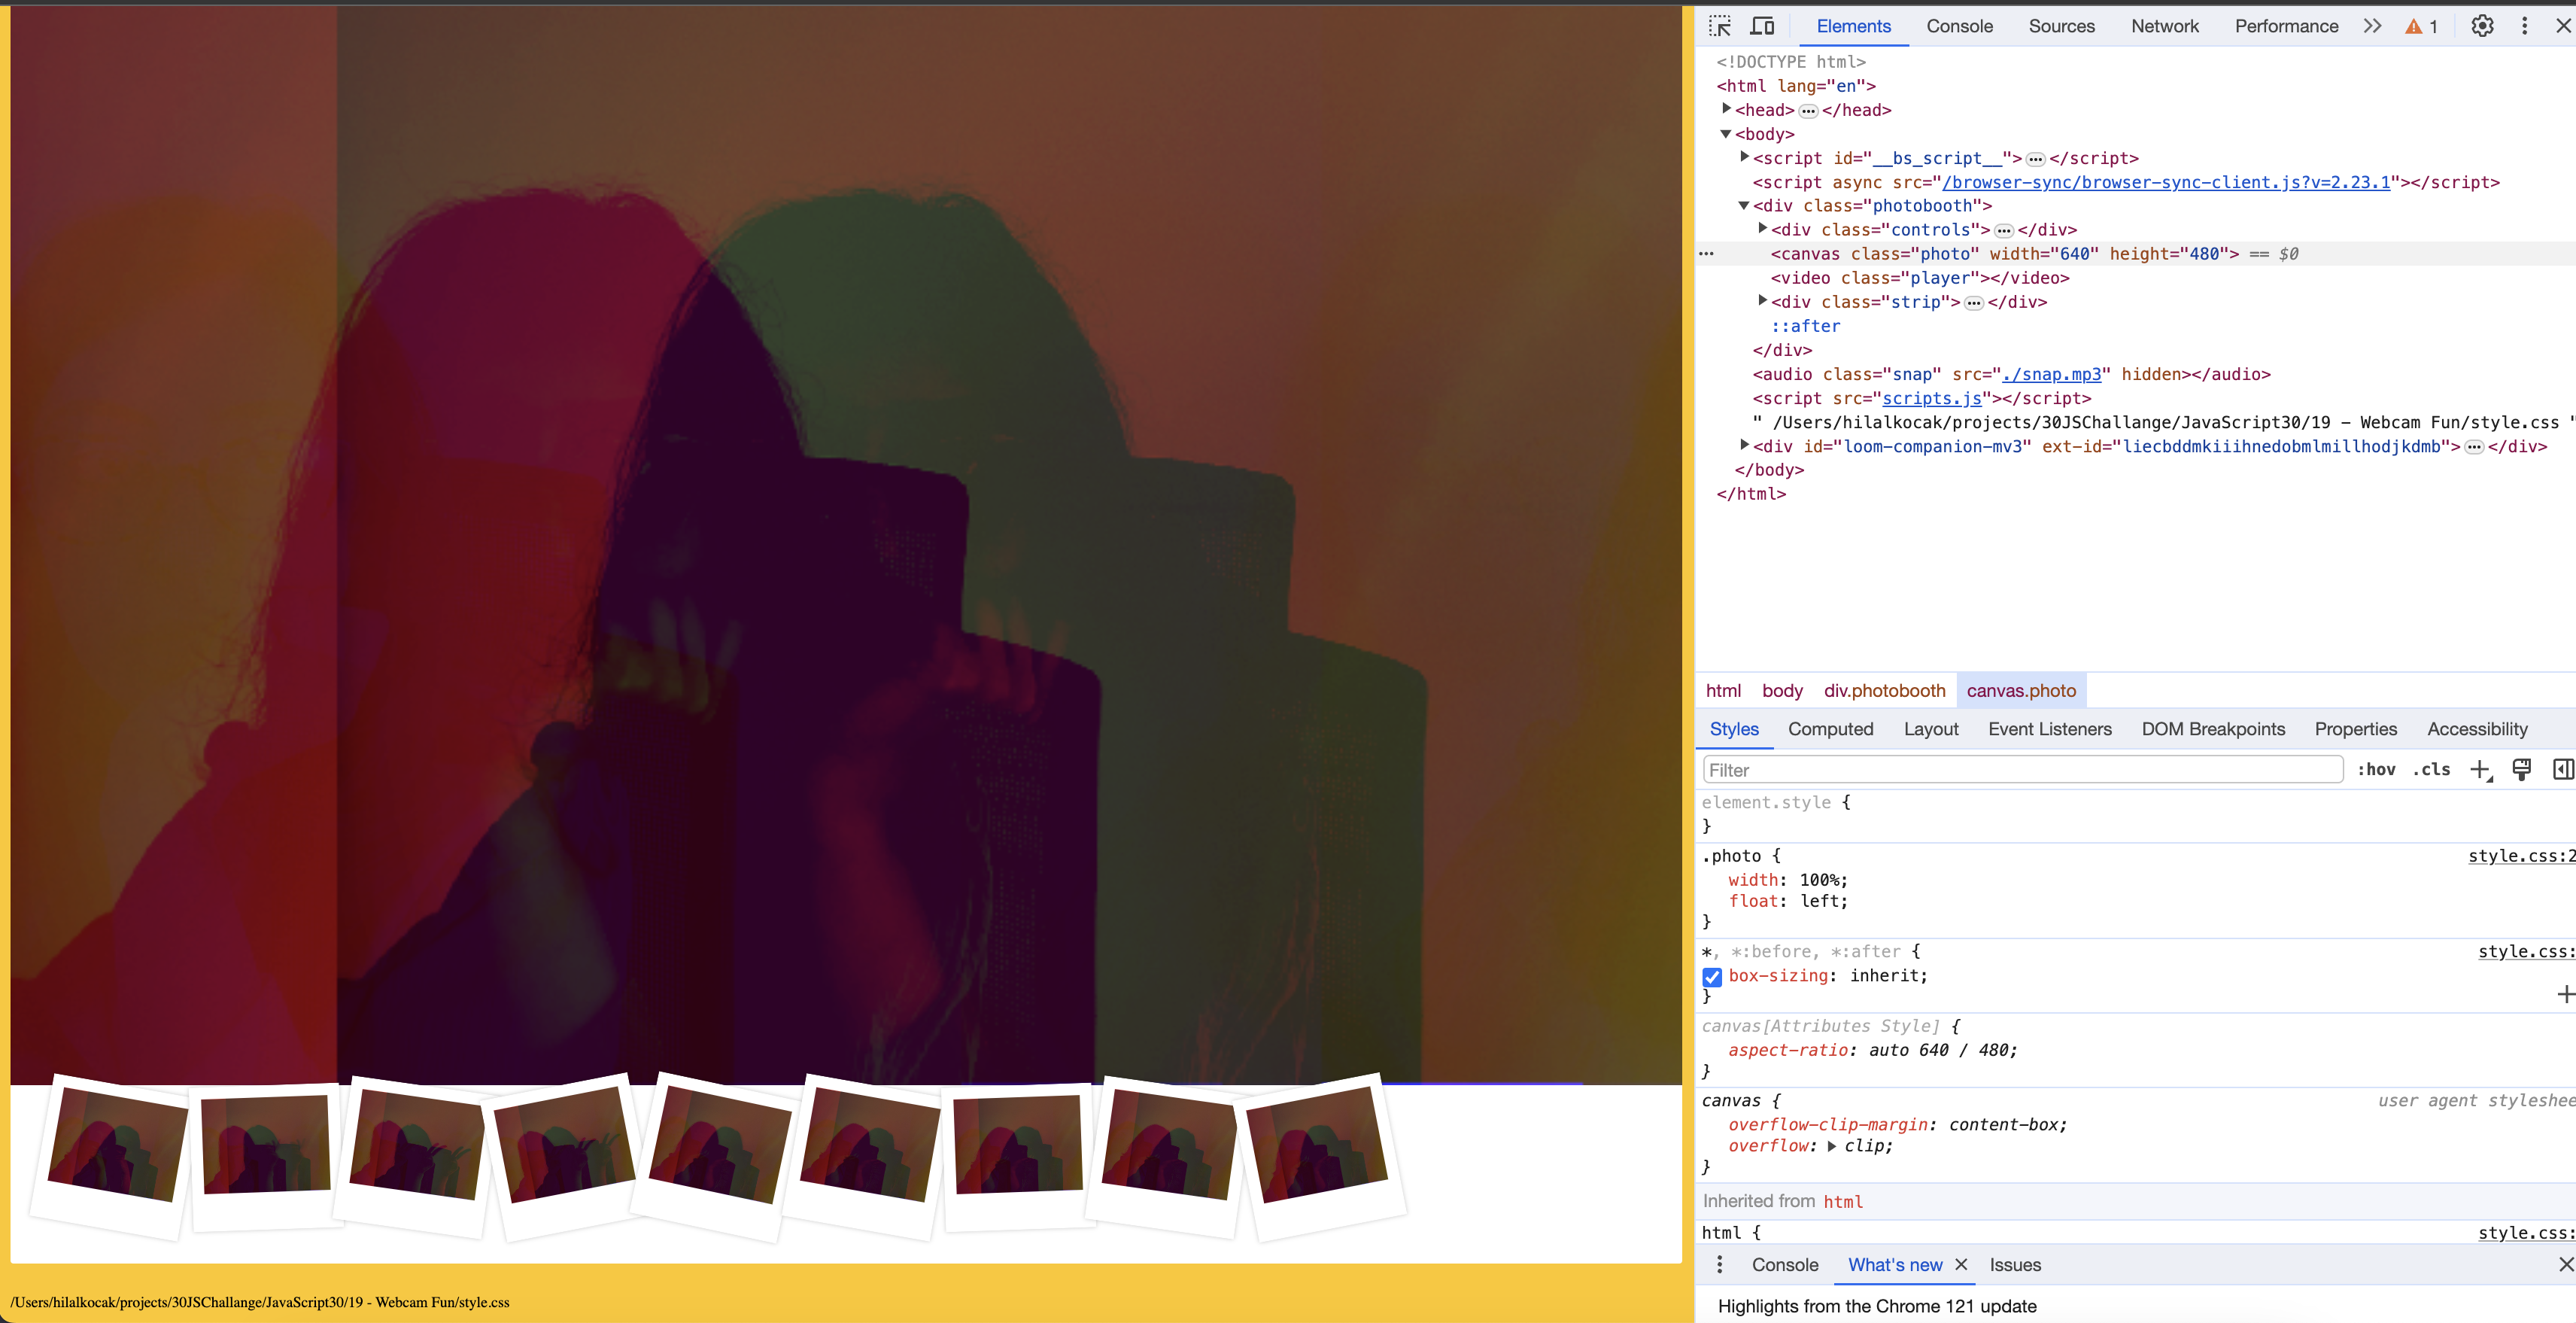 Elements Console Sources Network Performance 1
<!DOCTYPE html>
<html lang="en">
<head> ••• </head>
<body>
<script id="__bs_script__"> ••• </script>
<script async src="/browser-sync/browser-sync-client.js?v=2.23.1"></script>
<div class="photobooth">
<div class="controls"> ••• </div>
••• <canvas class="photo" width="640" height="480"> == $0
<video class="player"></video>
<div class="strip"> ••• </div>
::after
</div>
<audio class="snap" src="./snap.mp3" hidden></audio>
<script src="scripts.js"></script>
" /Users/hilalkocak/projects/30JSChallange/JavaScript30/19 – Webcam Fun/style.css "
<div id="loom-companion-mv3" ext-id="liecbddmkiiihnedobmlmillhodjkdmb"> ••• </div>
</body>
</html>
html body div.photobooth canvas.photo
Styles Computed Layout Event Listeners DOM Breakpoints Properties Accessibility
Filter :hov .cls
element.style {
}
.photo { style.css:2
width: 100%;
float: left;
}
*, *:before, *:after { style.css:
box-sizing: inherit;
}
canvas[Attributes Style] {
aspect-ratio: auto 640 / 480;
}
canvas { user agent styleshee
overflow-clip-margin: content-box;
overflow: clip;
}
Inherited from html
html { style.css:
Console What's new Issues
Highlights from the Chrome 121 update
/Users/hilalkocak/projects/30JSChallange/JavaScript30/19 - Webcam Fun/style.css